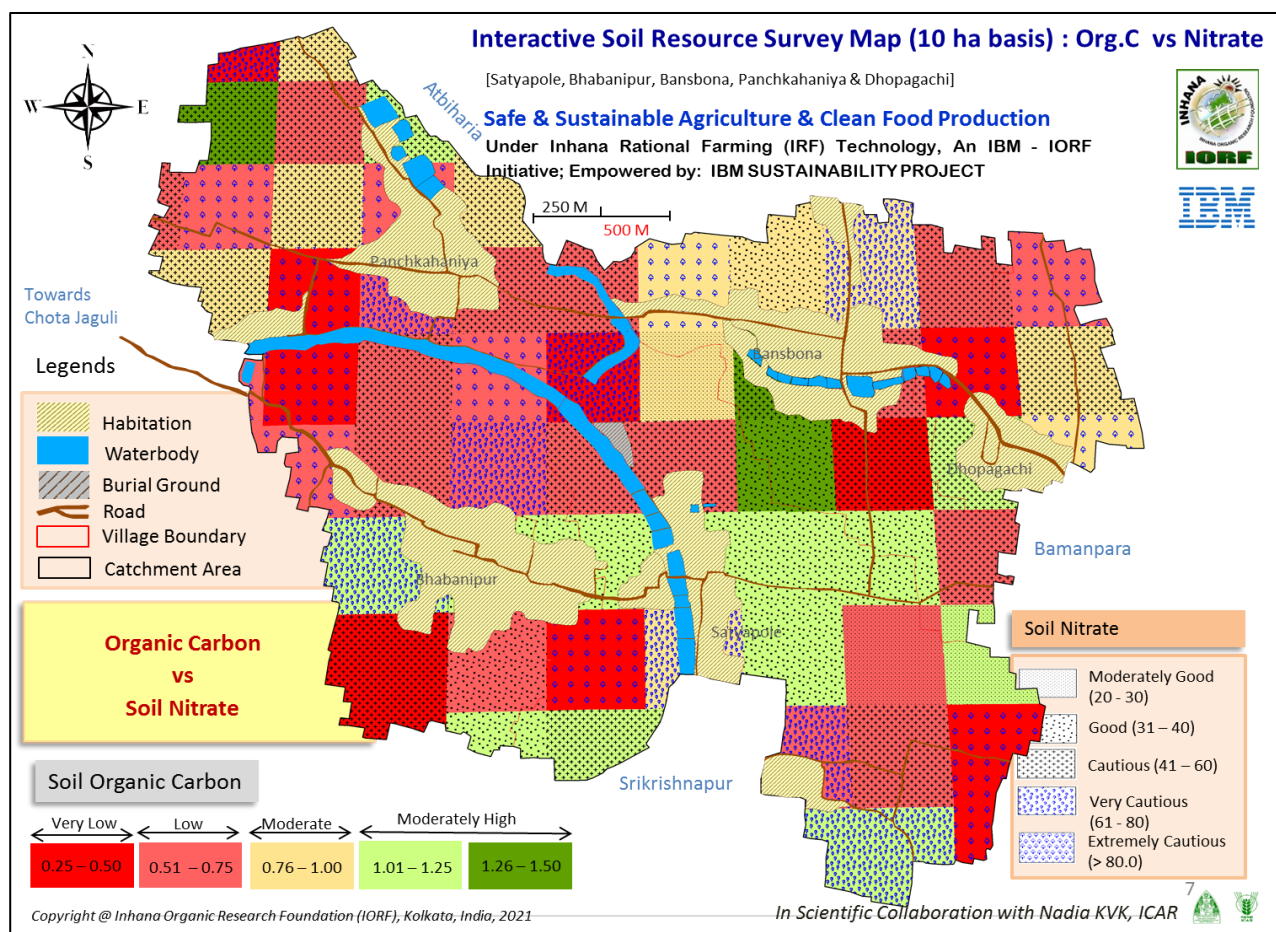 Interactive Soil Resource Survey Map (10 ha basis) : Org.C vs Nitrate
[Satyapole, Bhabanipur, Bansbona, Panchkahaniya & Dhopagachi]
Safe & Sustainable Agriculture & Clean Food Production
Under Inhana Rational Farming (IRF) Technology, An IBM - IORF
Initiative; Empowered by: IBM SUSTAINABILITY PROJECT
N
W
E
S
INHANA
INHANA ORGANIC RESEARCH FOUNDATION
IORF
IBM
250 M
500 M
Atbiharia
Panchkahaniya
Towards
Chota Jaguli
Bansbona
Dhopagachi
Bamanpara
Bhabanipur
Satyapole
Srikrishnapur
Legends
Habitation
Waterbody
Burial Ground
Road
Village Boundary
Catchment Area
Organic Carbon
vs
Soil Nitrate
Soil Organic Carbon
Very Low
Low
Moderate
Moderately High
0.25 – 0.50
0.51 – 0.75
0.76 – 1.00
1.01 – 1.25
1.26 – 1.50
Soil Nitrate
Moderately Good
(20 - 30)
Good (31 – 40)
Cautious (41 – 60)
Very Cautious
(61 - 80)
Extremely Cautious
(> 80.0)
7
Copyright @ Inhana Organic Research Foundation (IORF), Kolkata, India, 2021
In Scientific Collaboration with Nadia KVK, ICAR